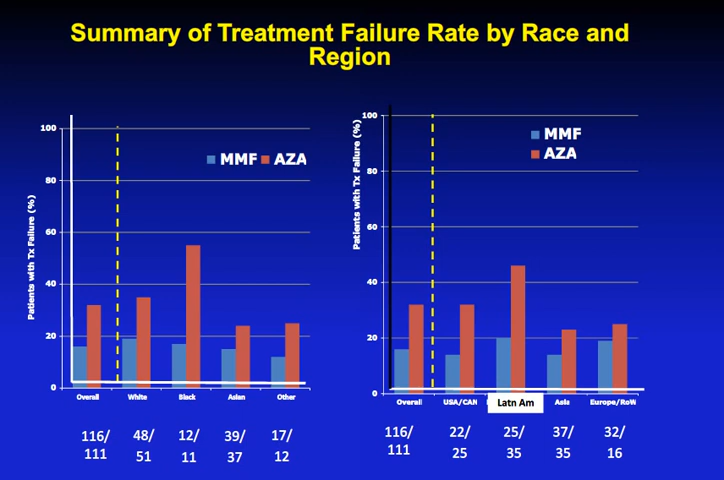 Summary of Treatment Failure Rate by Race and
Region
Patients with Tx Failure (%)
100
80
60
40
20
0
MMF AZA
Overall White Black Asian Other
116/ 48/ 12/ 39/ 17/
111 51 11 37 12
Patients with Tx Failure (%)
100
80
60
40
20
0
MMF
AZA
Overall USA/CAN Latn Am Asia Europe/RoW
116/ 22/ 25/ 37/ 32/
111 25 35 35 16